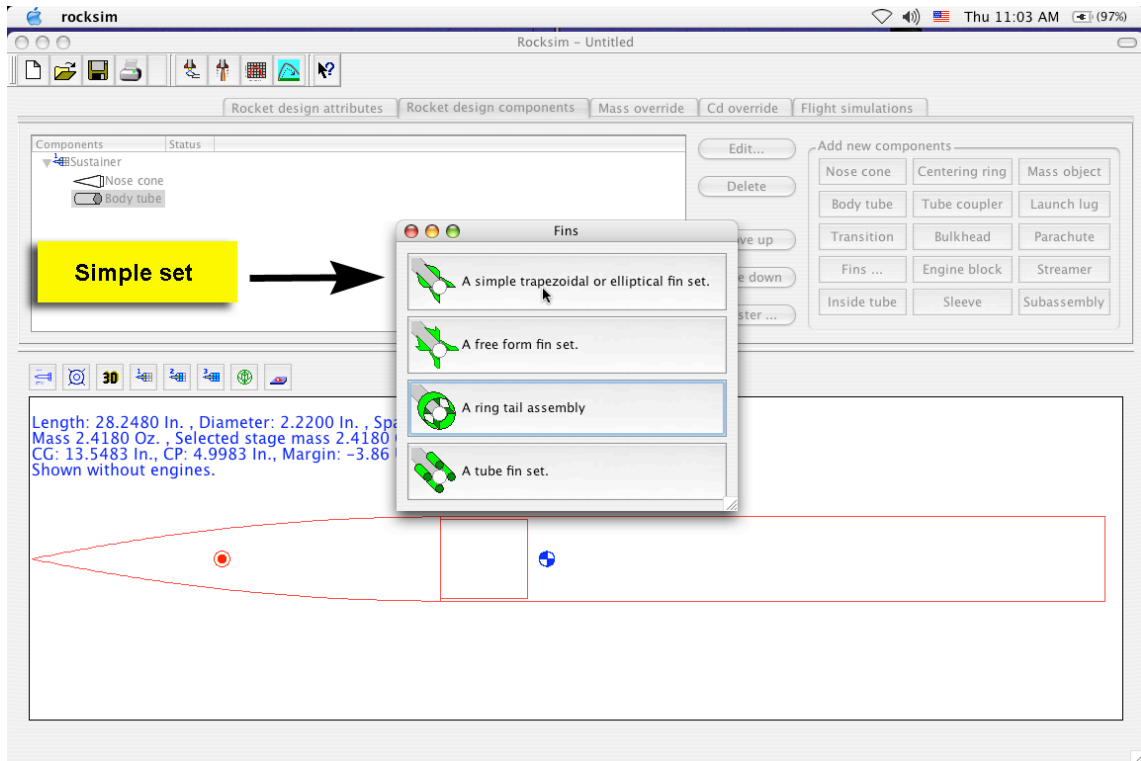 rocksim
Thu 11:03 AM
(97%)
Rocksim – Untitled
Rocket design attributes
Rocket design components
Mass override
Cd override
Flight simulations
Components
Status
Sustainer
Nose cone
Body tube
Edit...
Delete
ve up
e down
ster ...
Add new components
Nose cone
Centering ring
Mass object
Body tube
Tube coupler
Launch lug
Transition
Bulkhead
Parachute
Fins ...
Engine block
Streamer
Inside tube
Sleeve
Subassembly
Simple set
Fins
A simple trapezoidal or elliptical fin set.
A free form fin set.
A ring tail assembly
A tube fin set.
3D
Length: 28.2480 In. , Diameter: 2.2200 In. , Spa
Mass 2.4180 Oz. , Selected stage mass 2.4180
CG: 13.5483 In., CP: 4.9983 In., Margin: –3.86
Shown without engines.